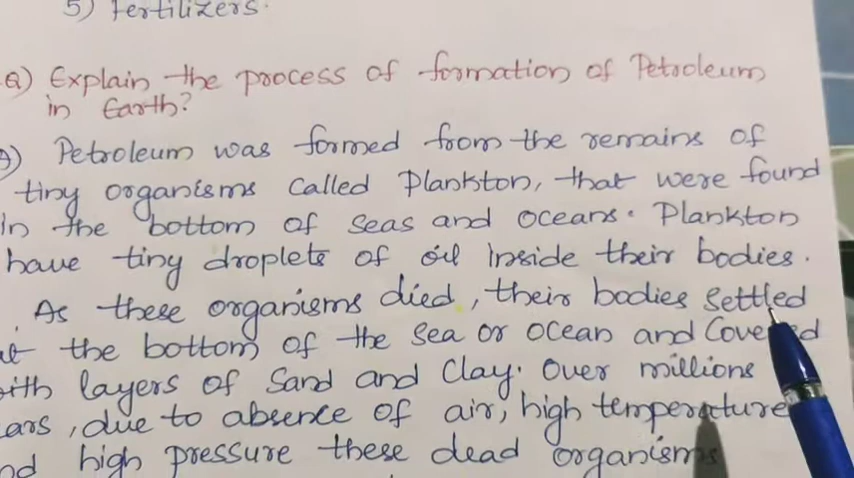 5) Fertilizers.
Q) Explain the process of formation of Petroleum
in Earth?
A) Petroleum was formed from the remains of
tiny organisms called Plankton, that were found
in the bottom of seas and oceans. Plankton
have tiny droplets of oil inside their bodies.
As these organisms died, their bodies settled
at the bottom of the sea or ocean and Covered
with layers of Sand and Clay. Over millions
ears, due to absence of air, high temperature
nd high pressure these dead organisms